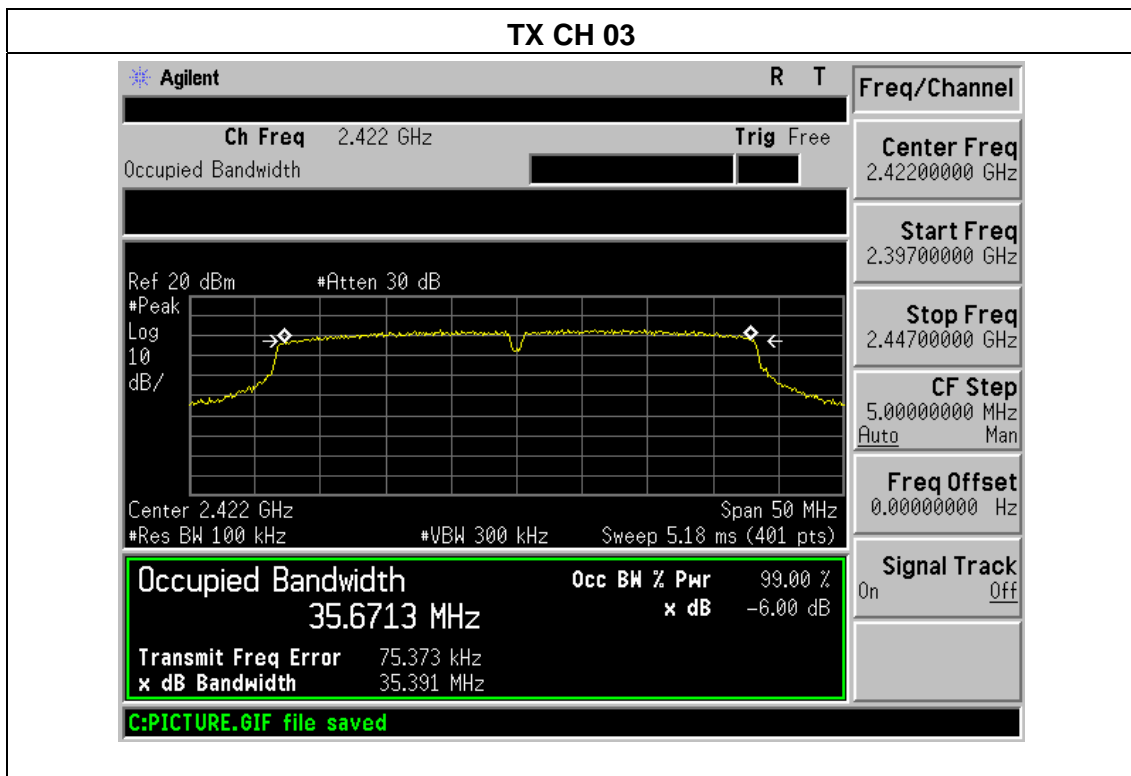 TX CH 03
Agilent R T
Freq/Channel
Ch Freq 2.422 GHz Trig Free
Occupied Bandwidth
Center Freq
2.42200000 GHz
Start Freq
2.39700000 GHz
Stop Freq
2.44700000 GHz
CF Step
5.00000000 MHz
Auto Man
Freq Offset
0.00000000 Hz
Signal Track
On Off
Ref 20 dBm #Atten 30 dB
#Peak
Log
10
dB/
Center 2.422 GHz Span 50 MHz
#Res BW 100 kHz #VBW 300 kHz Sweep 5.18 ms (401 pts)
Occupied Bandwidth Occ BW % Pwr 99.00 %
35.6713 MHz x dB -6.00 dB
Transmit Freq Error 75.373 kHz
x dB Bandwidth 35.391 MHz
C:PICTURE.GIF file saved